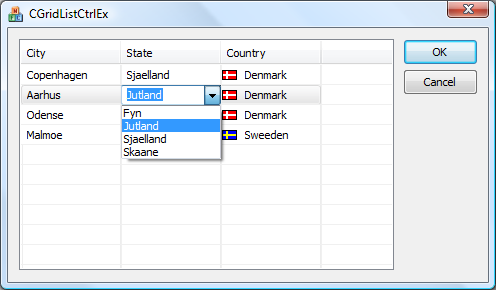 CGridListCtrlEx
City State Country OK
Copenhagen Sjaelland Denmark
Cancel
Aarhus Jutland Denmark
Odense Fyn Denmark
Jutland
Malmoe Sjaelland Sweeden
Skaane